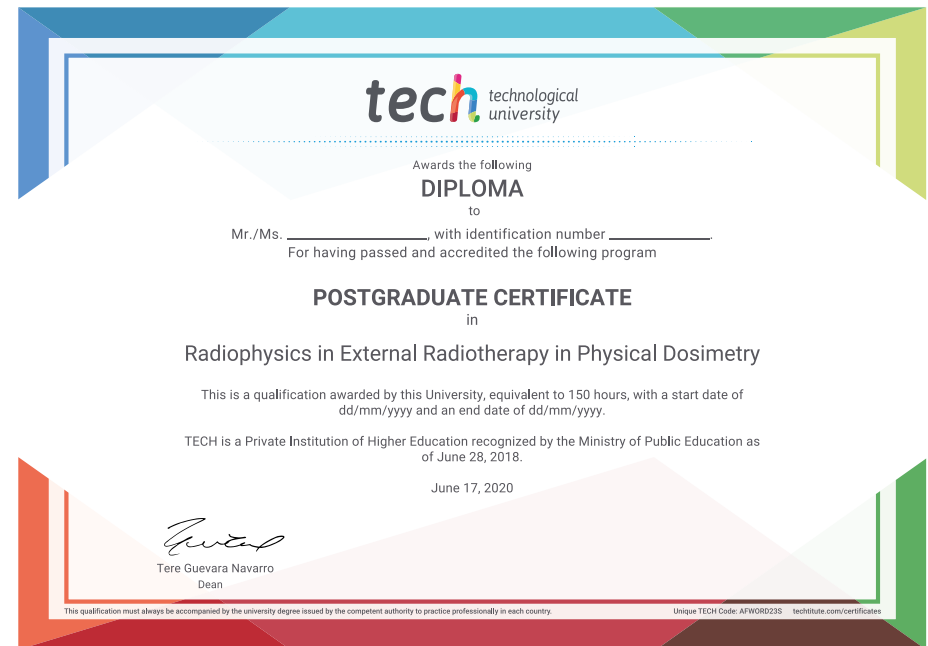 tech technological
university
Awards the following
DIPLOMA
to
Mr./Ms. ____________________, with identification number ______________.
For having passed and accredited the following program
POSTGRADUATE CERTIFICATE
in
Radiophysics in External Radiotherapy in Physical Dosimetry
This is a qualification awarded by this University, equivalent to 150 hours, with a start date of
dd/mm/yyyy and an end date of dd/mm/yyyy.
TECH is a Private Institution of Higher Education recognized by the Ministry of Public Education as
of June 28, 2018.
June 17, 2020
Tere Guevara Navarro
Dean
This qualification must always be accompanied by the university degree issued by the competent authority to practice professionally in each country. Unique TECH Code: AFWORD23S techtitute.com/certificates